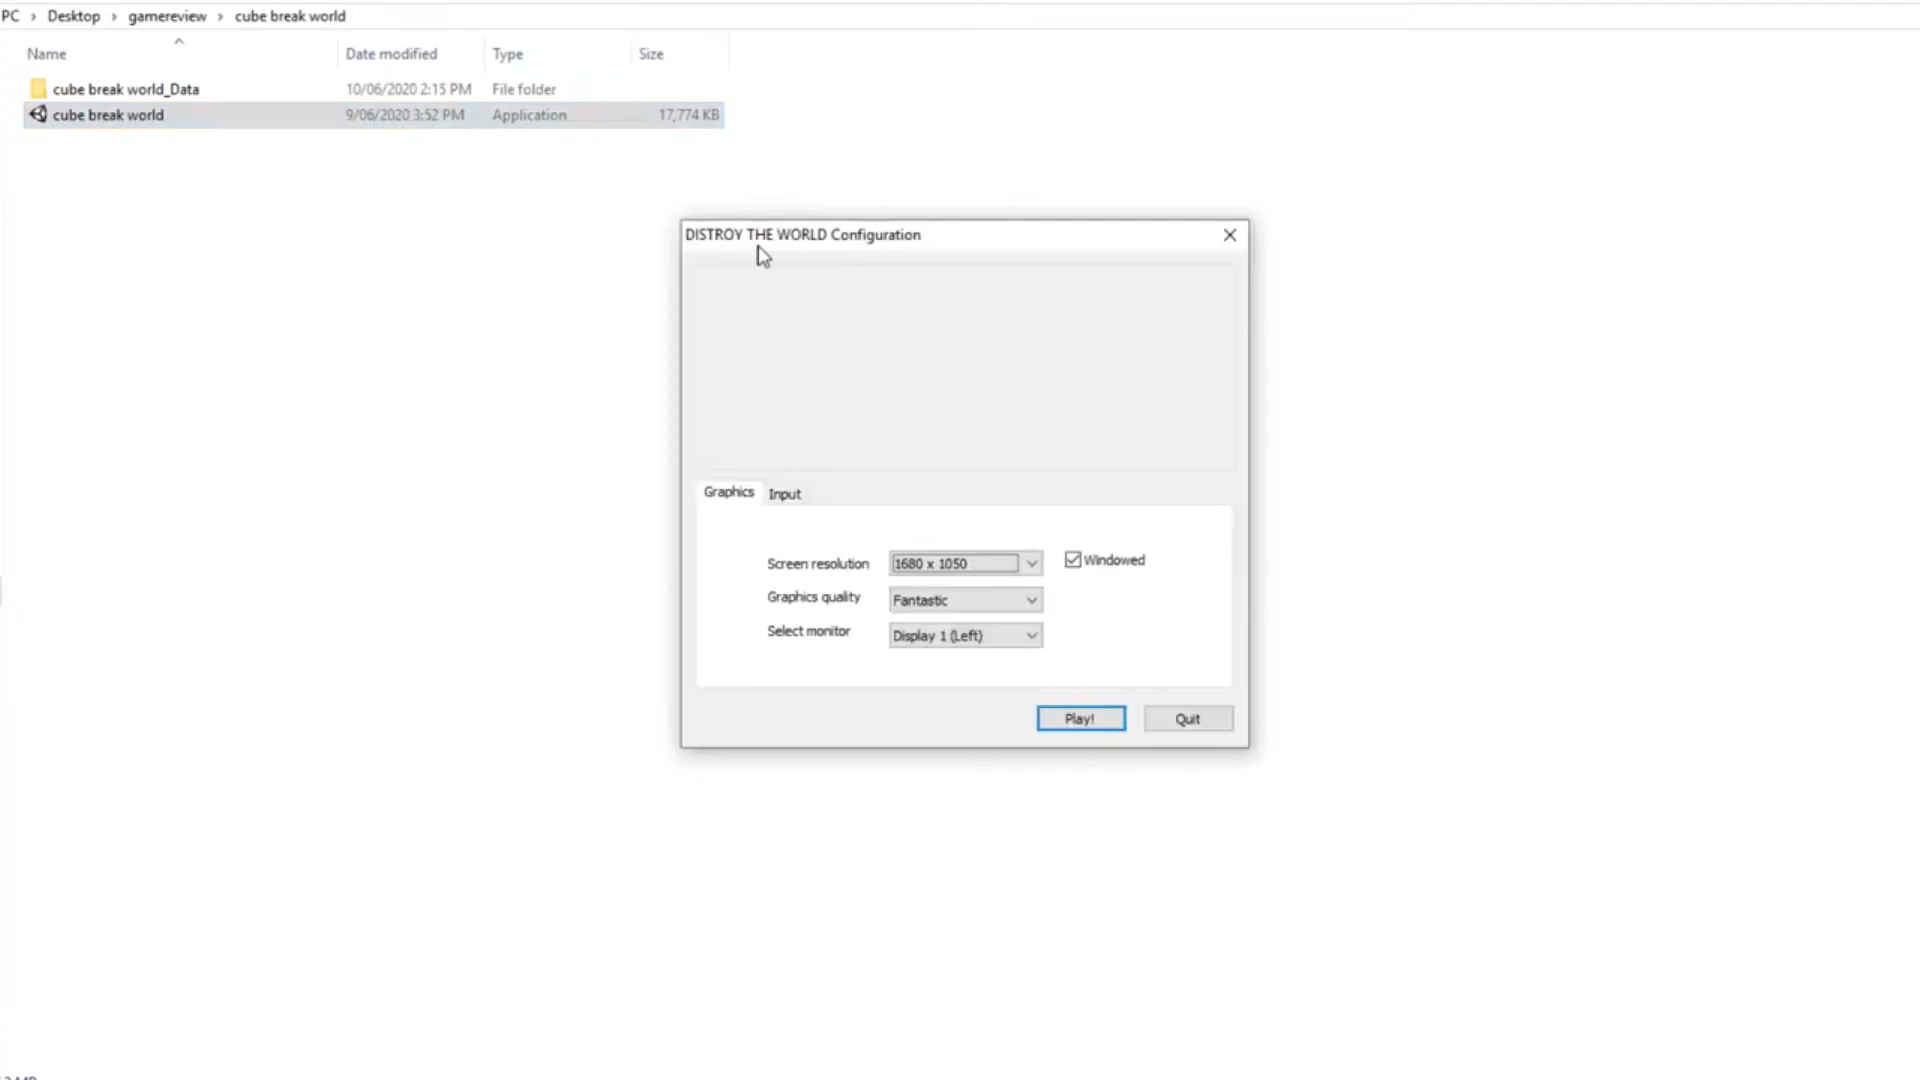 PC > Desktop > gamereview > cube break world
Name Date modified Type Size
cube break world_Data 10/06/2020 2:15 PM File folder
cube break world 9/06/2020 3:52 PM Application 17,774 KB
DISTROY THE WORLD Configuration
Graphics Input
Screen resolution 1680 x 1050 Windowed
Graphics quality Fantastic
Select monitor Display 1 (Left)
Play! Quit